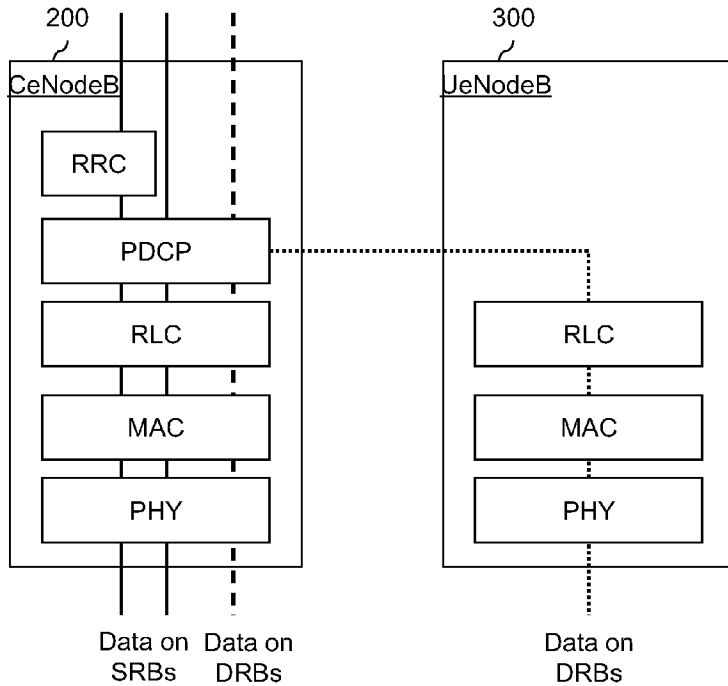 200
300
CeNodeB
UeNodeB
RRC
PDCP
RLC
RLC
MAC
MAC
PHY
PHY
Data on
SRBs
Data on
DRBs
Data on
DRBs